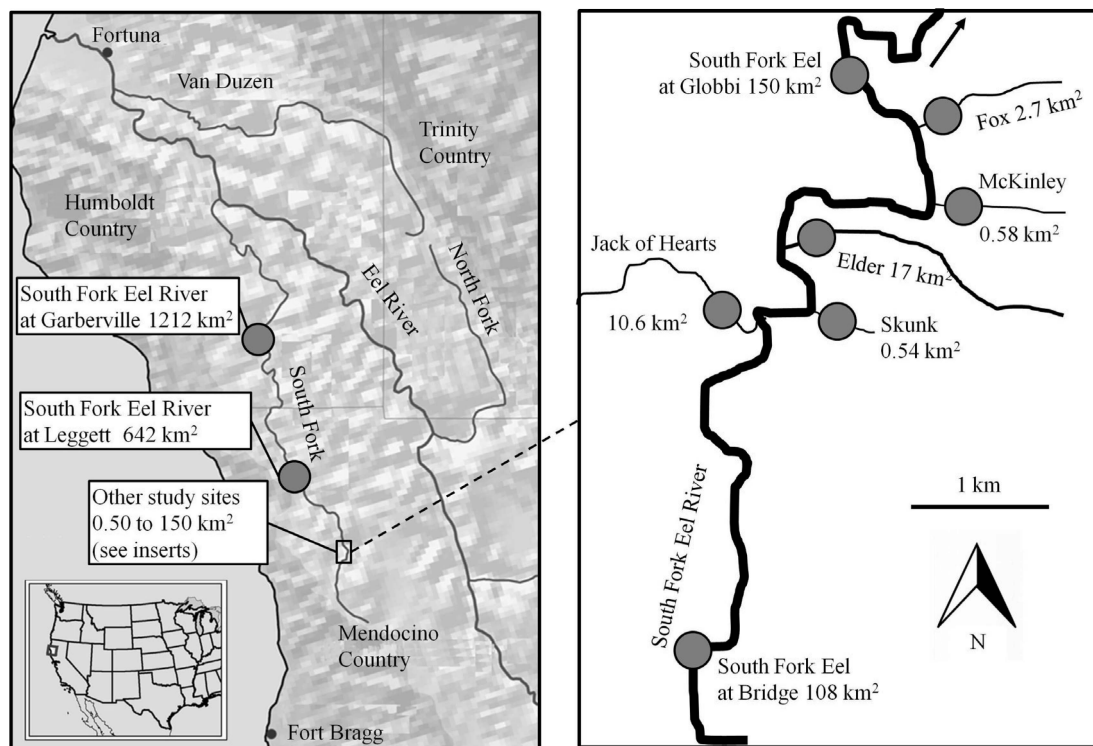 Fortuna
Van Duzen
Trinity
Country
Humboldt
Country
North Fork
Eel River
South Fork Eel River
at Garberville 1212 km²
South Fork
South Fork Eel River
at Leggett 642 km²
Other study sites
0.50 to 150 km²
(see inserts)
Mendocino
Country
Fort Bragg
South Fork Eel
at Globbi 150 km²
Fox 2.7 km²
McKinley
0.58 km²
Jack of Hearts
10.6 km²
Elder 17 km²
Skunk
0.54 km²
1 km
South Fork Eel River
N
South Fork Eel
at Bridge 108 km²